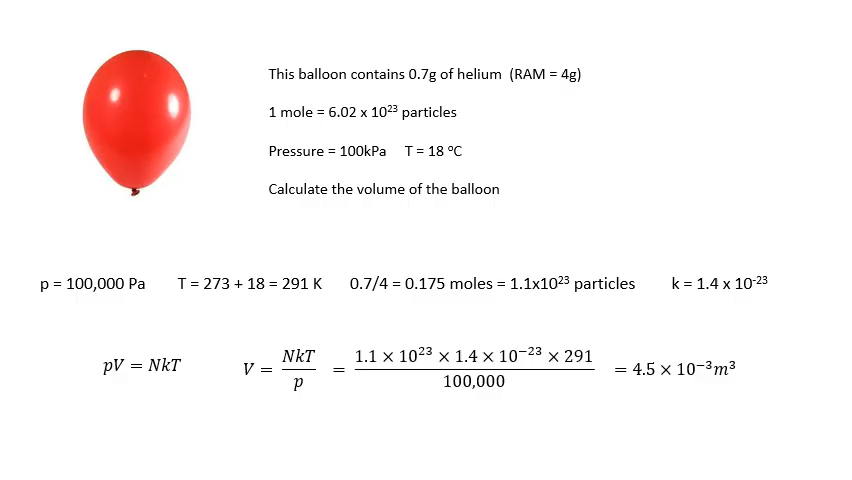 This balloon contains 0.7g of helium (RAM = 4g)
1 mole = 6.02 x 10²³ particles
Pressure = 100kPa T = 18 °C
Calculate the volume of the balloon
p = 100,000 Pa T = 273 + 18 = 291 K 0.7/4 = 0.175 moles = 1.1x10²³ particles k = 1.4 x 10⁻²³
pV = NkT V = NkT / p = 1.1 × 10²³ × 1.4 × 10⁻²³ × 291 / 100,000 = 4.5 × 10⁻³m³